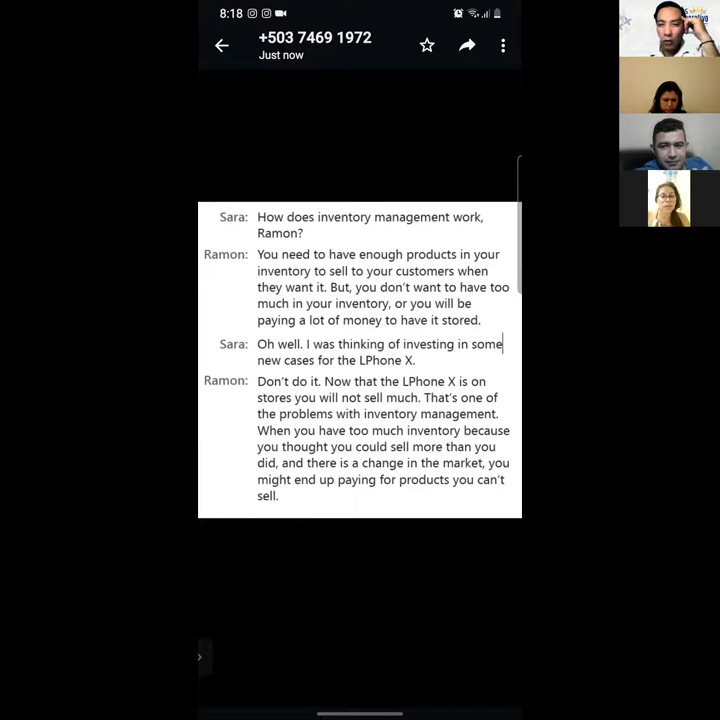 8:18
+503 7469 1972
Just now
Sara: How does inventory management work,
Ramon?
Ramon: You need to have enough products in your
inventory to sell to your customers when
they want it. But, you don't want to have too
much in your inventory, or you will be
paying a lot of money to have it stored.
Sara: Oh well. I was thinking of investing in some
new cases for the LPhone X.
Ramon: Don't do it. Now that the LPhone X is on
stores you will not sell much. That's one of
the problems with inventory management.
When you have too much inventory because
you thought you could sell more than you
did, and there is a change in the market, you
might end up paying for products you can't
sell.